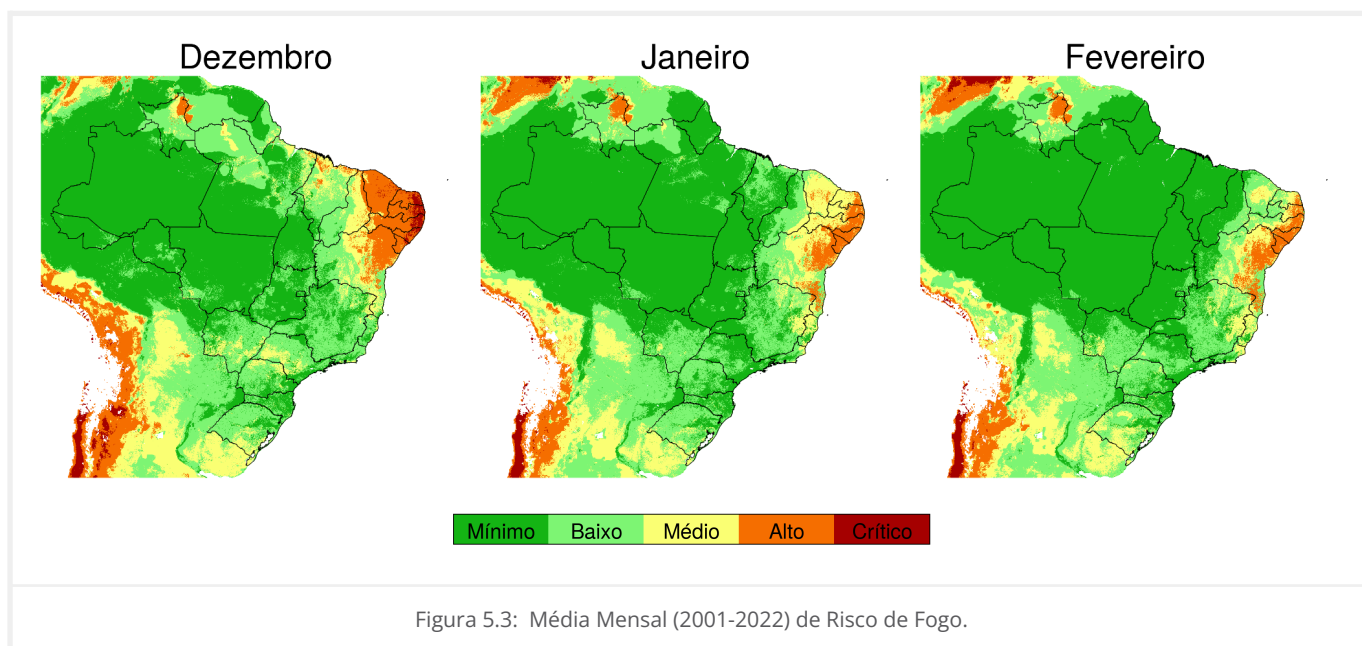 Dezembro
Janeiro
Fevereiro
Mínimo Baixo Médio Alto Crítico
Figura 5.3: Média Mensal (2001-2022) de Risco de Fogo.